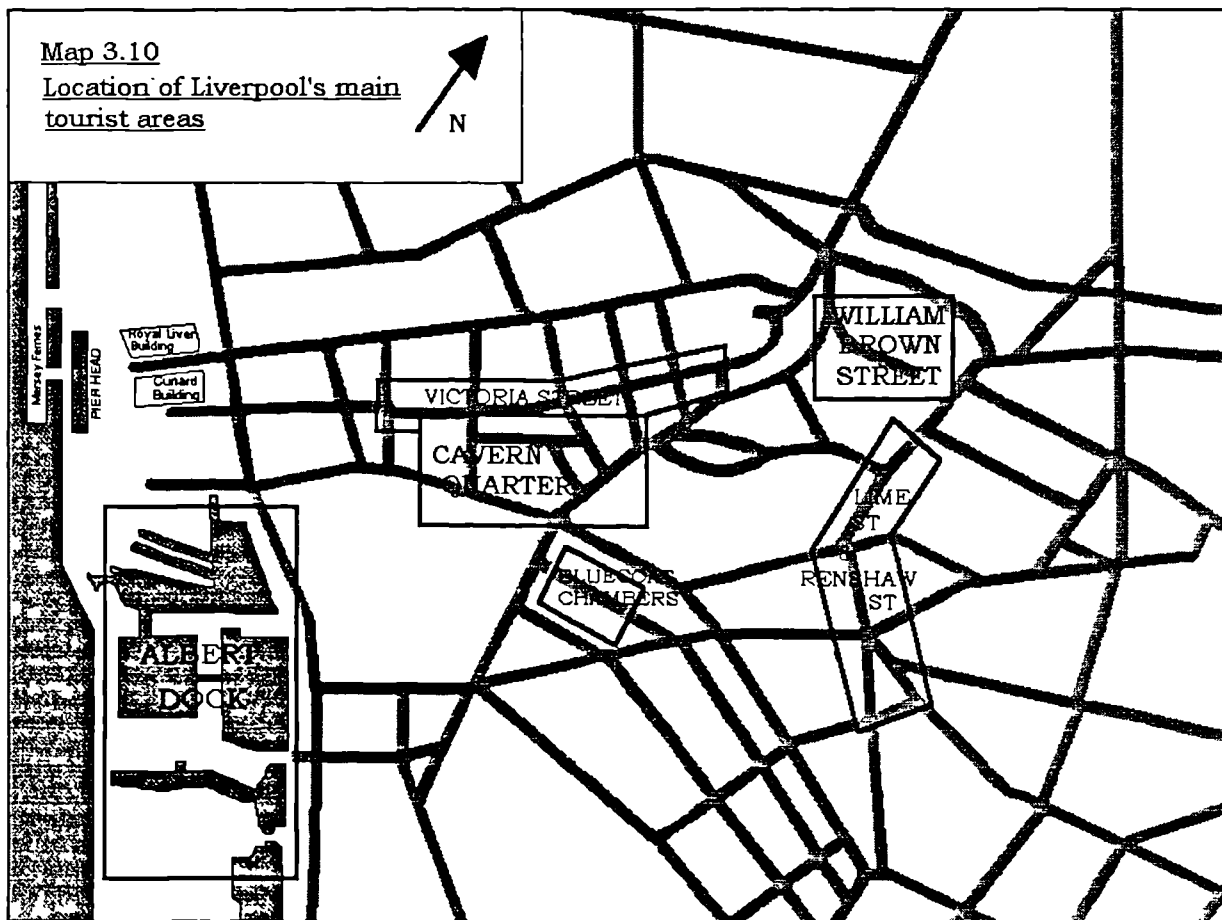 Map 3.10
Location of Liverpool's main
tourist areas
N
Royal Liver
Building
Cunard
Building
Mersey Ferries
PIER HEAD
WILLIAM
BROWN
STREET
VICTORIA STREET
CAVERN
QUARTER
LIME
ST
BLUECOAT
CHAMBERS
RENSHAW
ST
ALBERT
DOCK